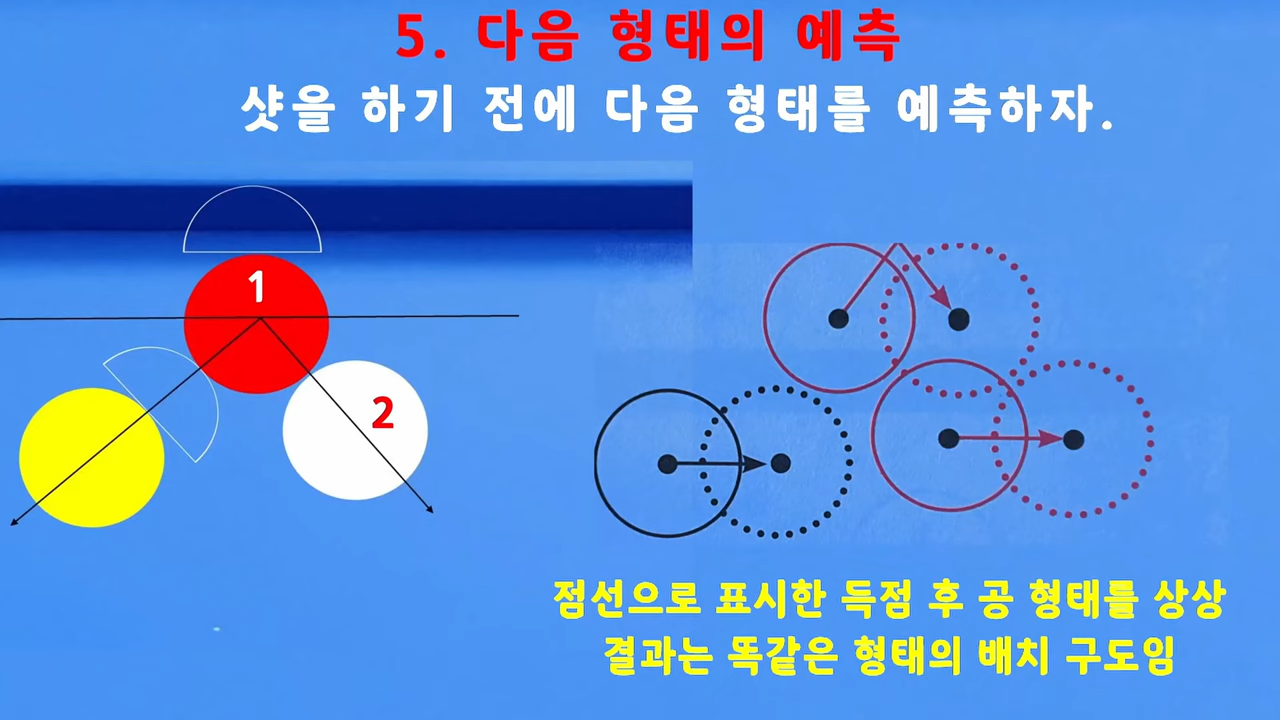 5. 다음 형태의 예측
샷을 하기 전에 다음 형태를 예측하자.
1
2
점선으로 표시한 득점 후 공 형태를 상상
결과는 똑같은 형태의 배치 구도임